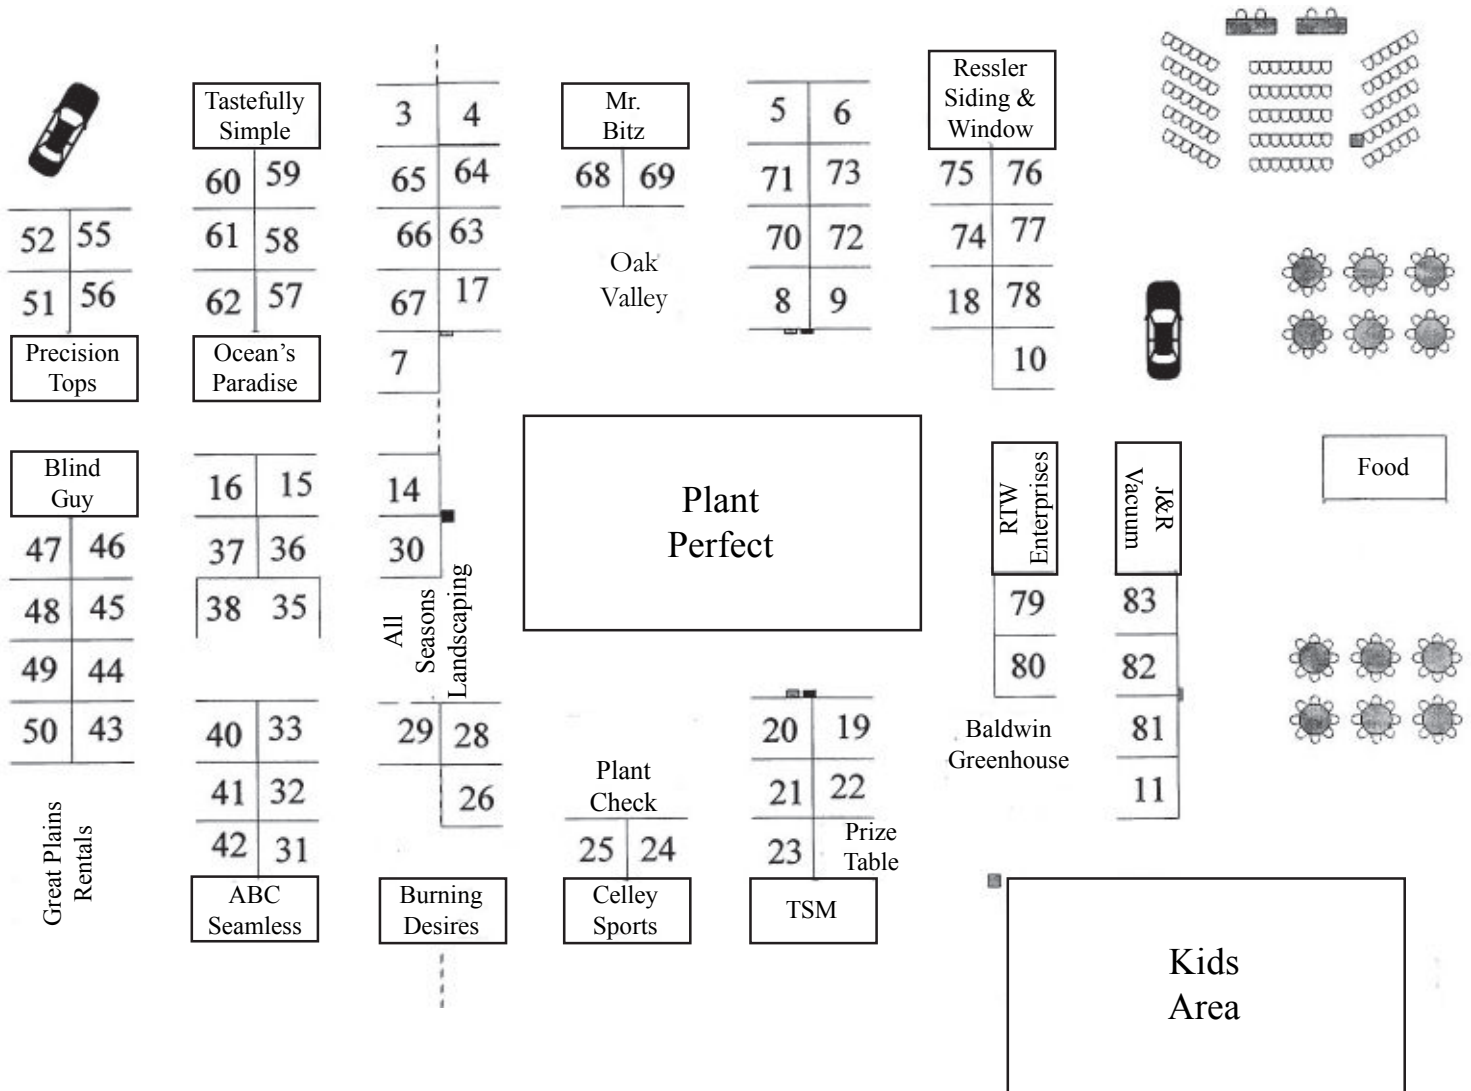 Tastefully
Simple
60 59
61 58
62 57
Ocean's
Paradise
52 55
51 56
Precision
Tops
3 4
65 64
66 63
67 17
7
Mr.
Bitz
68 69
Oak
Valley
5 6
71 73
70 72
8 9
Ressler
Siding &
Window
75 76
74 77
18 78
10
Blind
Guy
47 46
48 45
49 44
50 43
Great Plains
Rentals
16 15
37 36
38 35
40 33
41 32
42 31
ABC
Seamless
14
30
All
Seasons
Landscaping
29 28
26
Burning
Desires
Plant
Perfect
Plant
Check
25 24
Celley
Sports
20 19
21 22
23
Prize
Table
TSM
RTW
Enterprises
79
80
Baldwin
Greenhouse
J&R
Vacuum
83
82
81
11
Food
Kids
Area